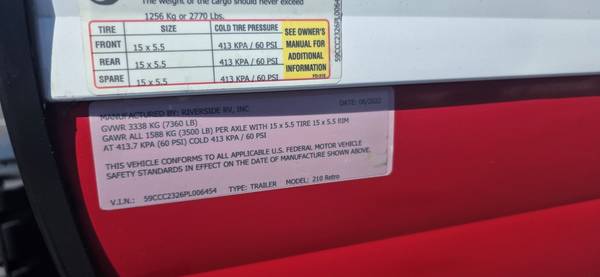 The weight of the cargo should never exceed
1256 Kg or 2770 Lbs.
TIRE SIZE COLD TIRE PRESSURE
FRONT 15 x 5.5 413 KPA / 60 PSI
REAR 15 x 5.5 413 KPA / 60 PSI
SPARE 15 x 5.5 413 KPA / 60 PSI
SEE OWNER'S
MANUAL FOR
ADDITIONAL
INFORMATION
MANUFACTURED BY: RIVERSIDE RV, INC DATE: 06/2022
GVWR 3338 KG (7360 LB)
GAWR ALL 1588 KG (3500 LB) PER AXLE WITH 15 x 5.5 TIRE 15 x 5.5 RIM
AT 413.7 KPA (60 PSI) COLD 413 KPA / 60 PSI
THIS VEHICLE CONFORMS TO ALL APPLICABLE U.S. FEDERAL MOTOR VEHICLE
SAFETY STANDARDS IN EFFECT ON THE DATE OF MANUFACTURE SHOWN ABOVE.
V.I.N.: 59CCC2326PL006454 TYPE: TRAILER MODEL: 210 Retro